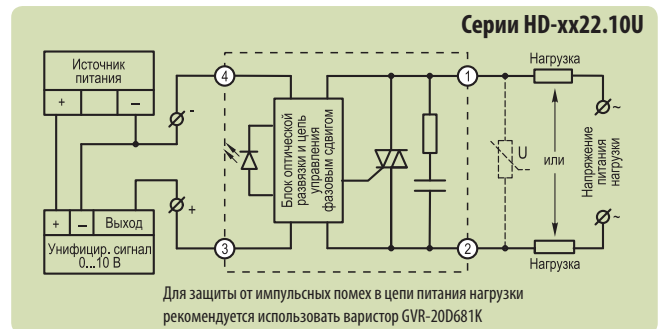 Серии HD-xx22.10U
Источник
питания
+ –
4
-
1
Нагрузка
~
Блок оптической
развязки и цепь
управления
фазовым сдвигом
U
или
Напряжение
питания
нагрузки
+ – Выход
Унифицир. сигнал
0...10 В
+
3
2
~
Нагрузка
Для защиты от импульсных помех в цепи питания нагрузки
рекомендуется использовать варистор GVR-20D681K